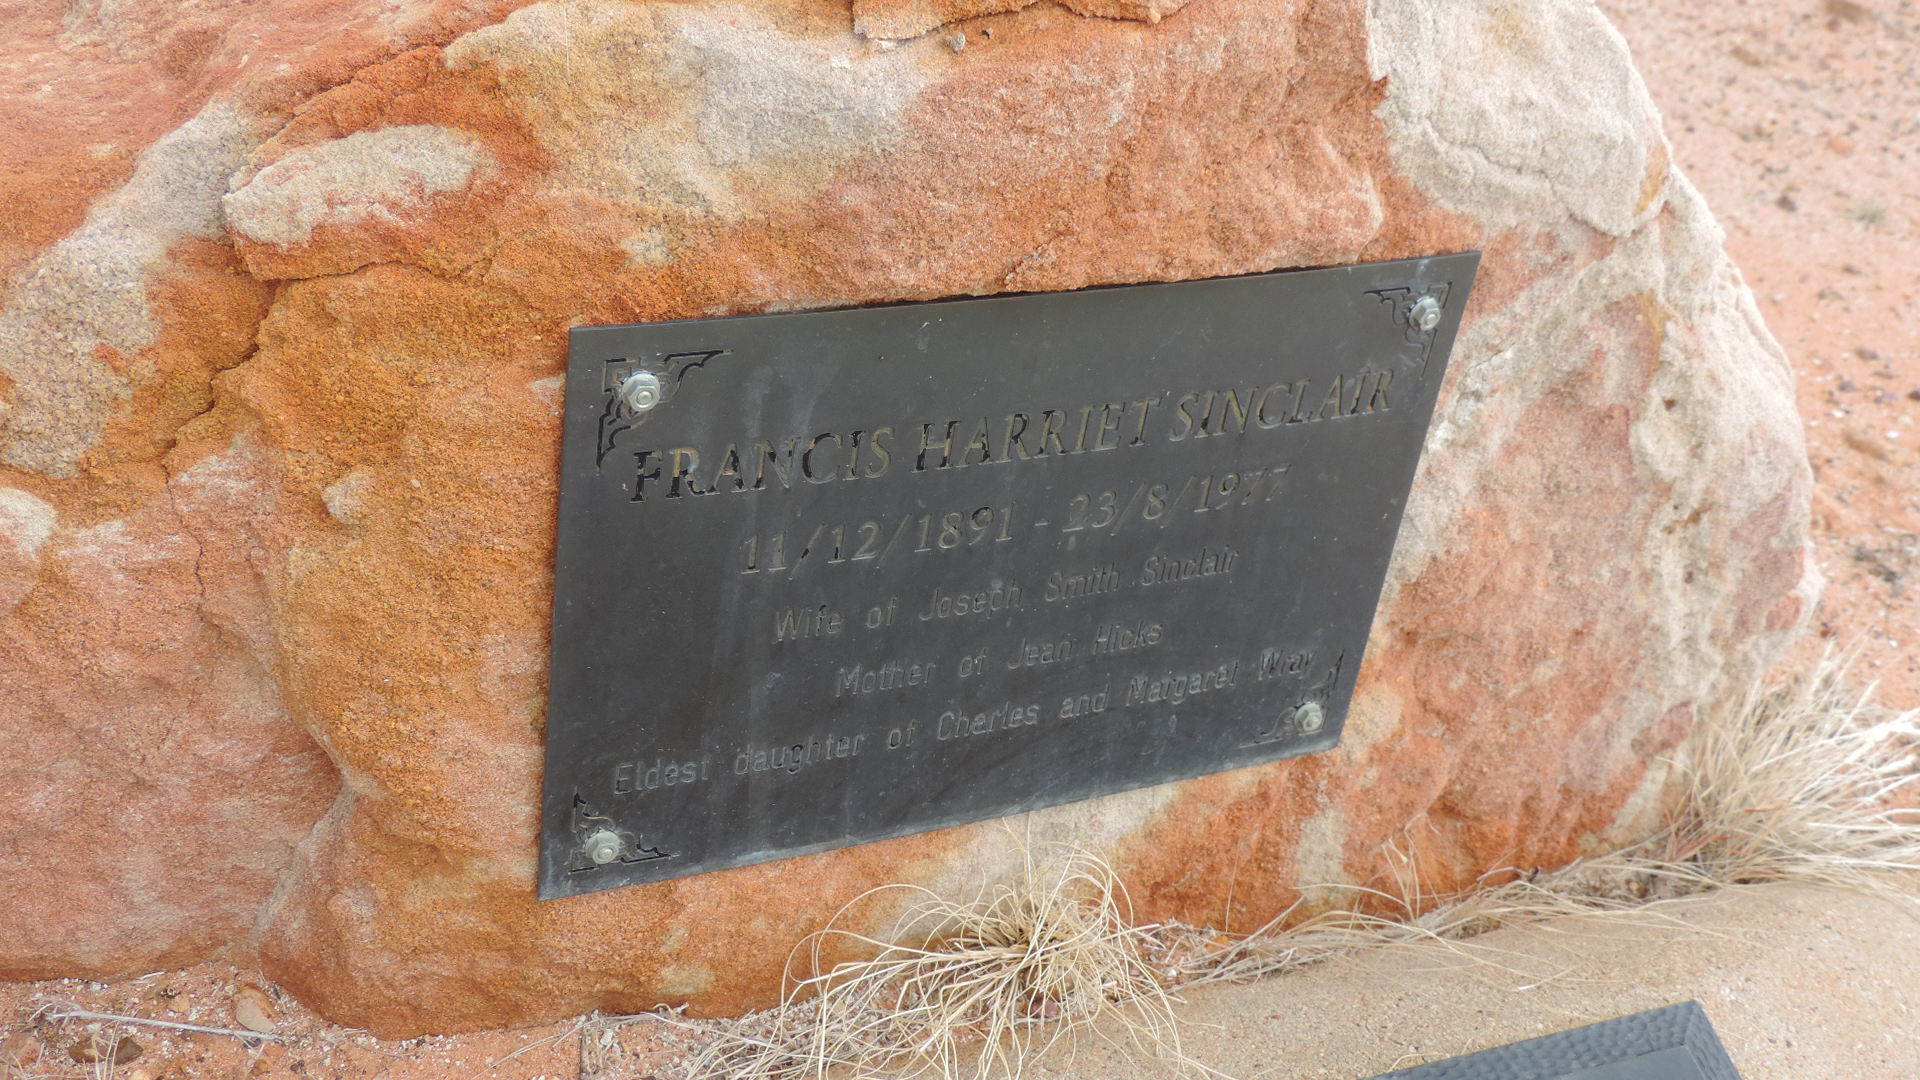 FRANCIS HARRIET SINCLAIR
11/12/1891 - 23/8/1977
Wife of Joseph Smith Sinclair
Mother of Jean Hicks
Eldest daughter of Charles and Margaret Wray